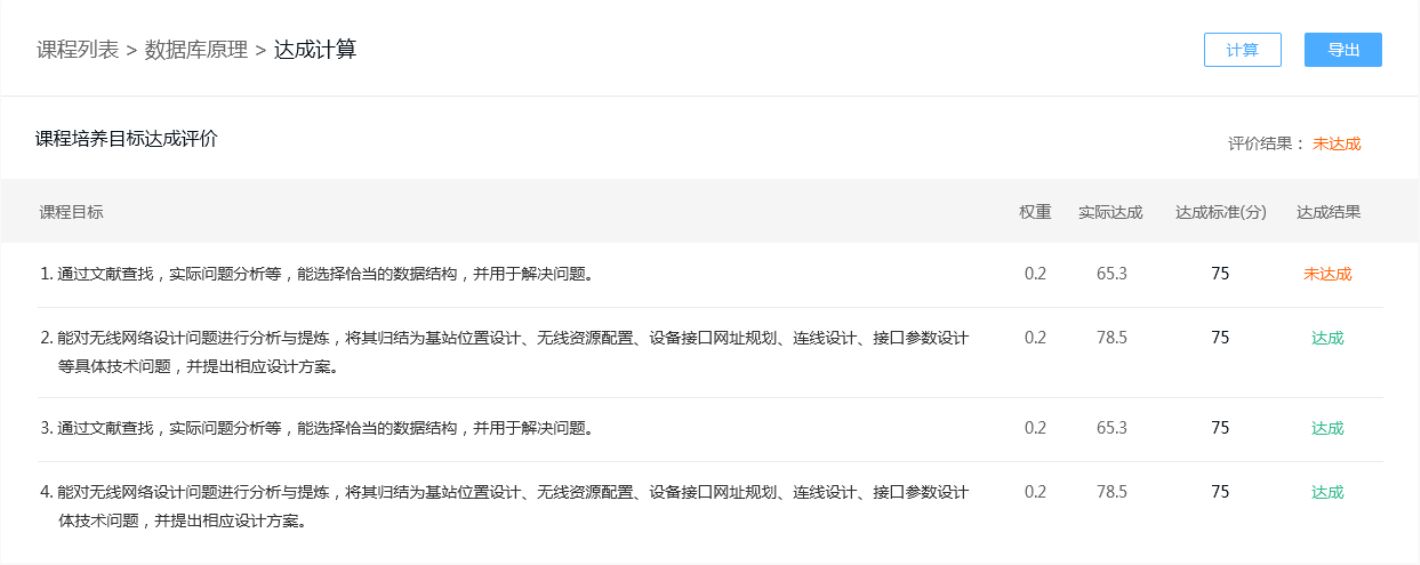 课程列表 > 数据库原理 > 达成计算
计算
导出
课程培养目标达成评价
评价结果：未达成
课程目标 权重 实际达成 达成标准(分) 达成结果
1. 通过文献查找，实际问题分析等，能选择恰当的数据结构，并用于解决问题。 0.2 65.3 75 未达成
2. 能对无线网络设计问题进行分析与提炼，将其归结为基站位置设计、无线资源配置、设备接口网址规划、连线设计、接口参数设计 0.2 78.5 75 达成
等具体技术问题，并提出相应设计方案。
3. 通过文献查找，实际问题分析等，能选择恰当的数据结构，并用于解决问题。 0.2 65.3 75 达成
4. 能对无线网络设计问题进行分析与提炼，将其归结为基站位置设计、无线资源配置、设备接口网址规划、连线设计、接口参数设计 0.2 78.5 75 达成
体技术问题，并提出相应设计方案。